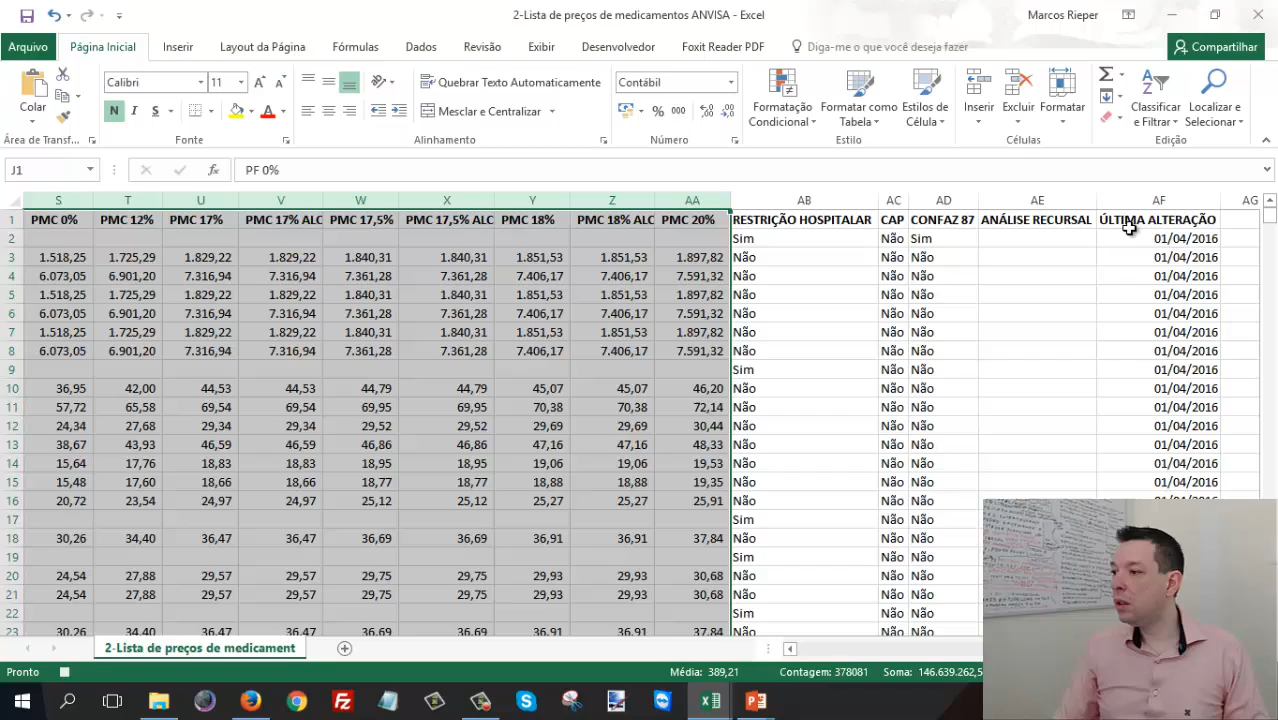 2-Lista de preços de medicamentos ANVISA - Excel
Marcos Rieper
Arquivo Página Inicial Inserir Layout da Página Fórmulas Dados Revisão Exibir Desenvolvedor Foxit Reader PDF Diga-me o que você deseja fazer Compartilhar
Colar
Calibri 11
N I S
Quebrar Texto Automaticamente
Mesclar e Centralizar
Contábil
% 000
Formatação Condicional
Formatar como Tabela
Estilos de Célula
Inserir Excluir Formatar
Classificar e Filtrar
Localizar e Selecionar
Área de Transf... Fonte Alinhamento Número Estilo Células Edição
J1 fx PF 0%
S T U V W X Y Z AA AB AC AD AE AF AG
1 PMC 0% PMC 12% PMC 17% PMC 17% ALC PMC 17,5% PMC 17,5% ALC PMC 18% PMC 18% ALC PMC 20% RESTRIÇÃO HOSPITALAR CAP CONFAZ 87 ANÁLISE RECURSAL ÚLTIMA ALTERAÇÃO
2 Sim Não Sim 01/04/2016
3 1.518,25 1.725,29 1.829,22 1.829,22 1.840,31 1.840,31 1.851,53 1.851,53 1.897,82 Não Não Não 01/04/2016
4 6.073,05 6.901,20 7.316,94 7.316,94 7.361,28 7.361,28 7.406,17 7.406,17 7.591,32 Não Não Não 01/04/2016
5 1.518,25 1.725,29 1.829,22 1.829,22 1.840,31 1.840,31 1.851,53 1.851,53 1.897,82 Não Não Não 01/04/2016
6 6.073,05 6.901,20 7.316,94 7.316,94 7.361,28 7.361,28 7.406,17 7.406,17 7.591,32 Não Não Não 01/04/2016
7 1.518,25 1.725,29 1.829,22 1.829,22 1.840,31 1.840,31 1.851,53 1.851,53 1.897,82 Não Não Não 01/04/2016
8 6.073,05 6.901,20 7.316,94 7.316,94 7.361,28 7.361,28 7.406,17 7.406,17 7.591,32 Não Não Não 01/04/2016
9 Sim Não Não 01/04/2016
10 36,95 42,00 44,53 44,53 44,79 44,79 45,07 45,07 46,20 Não Não Não 01/04/2016
11 57,72 65,58 69,54 69,54 69,95 69,95 70,38 70,38 72,14 Não Não Não 01/04/2016
12 24,34 27,68 29,34 29,34 29,52 29,52 29,69 29,69 30,44 Não Não Não 01/04/2016
13 38,67 43,93 46,59 46,59 46,86 46,86 47,16 47,16 48,33 Não Não Não 01/04/2016
14 15,64 17,76 18,83 18,83 18,95 18,95 19,06 19,06 19,53 Não Não Não 01/04/2016
15 15,48 17,60 18,66 18,66 18,77 18,77 18,88 18,88 19,35 Não Não Não 01/04/2016
16 20,72 23,54 24,97 24,97 25,12 25,12 25,27 25,27 25,91 Não Não Não 01/04/2016
17 Sim Não Não
18 30,26 34,40 36,47 36,47 36,69 36,69 36,91 36,91 37,84 Não Não Não
19 Sim Não Não
20 24,54 27,88 29,57 29,57 29,75 29,75 29,93 29,93 30,68 Não Não Não
21 24,54 27,88 29,57 29,57 29,75 29,75 29,93 29,93 30,68 Não Não Não
22 Sim Não Não
23 30,26 34,40 36,47 36,47 36,69 36,69 36,91 36,91 37,84 Não Não Não
2-Lista de preços de medicament
Pronto Média: 389,21 Contagem: 378081 Soma: 146.639.262,5